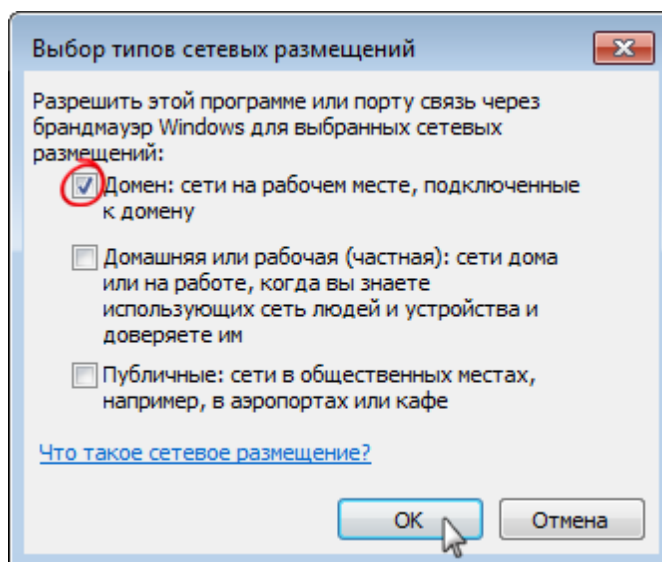 Выбор типов сетевых размещений
Разрешить этой программе или порту связь через
брандмауэр Windows для выбранных сетевых
размещений:
Домен: сети на рабочем месте, подключенные
к домену
Домашняя или рабочая (частная): сети дома
или на работе, когда вы знаете
использующих сеть людей и устройства и
доверяете им
Публичные: сети в общественных местах,
например, в аэропортах или кафе
Что такое сетевое размещение?
ОК
Отмена